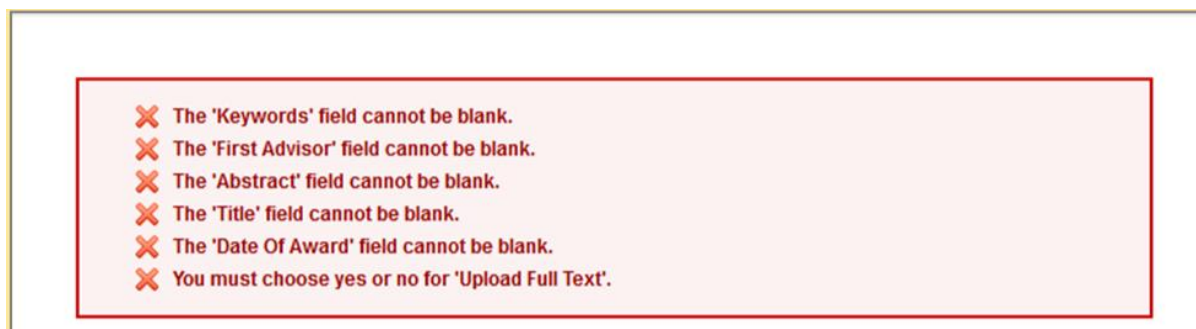 The 'Keywords' field cannot be blank.
The 'First Advisor' field cannot be blank.
The 'Abstract' field cannot be blank.
The 'Title' field cannot be blank.
The 'Date Of Award' field cannot be blank.
You must choose yes or no for 'Upload Full Text'.